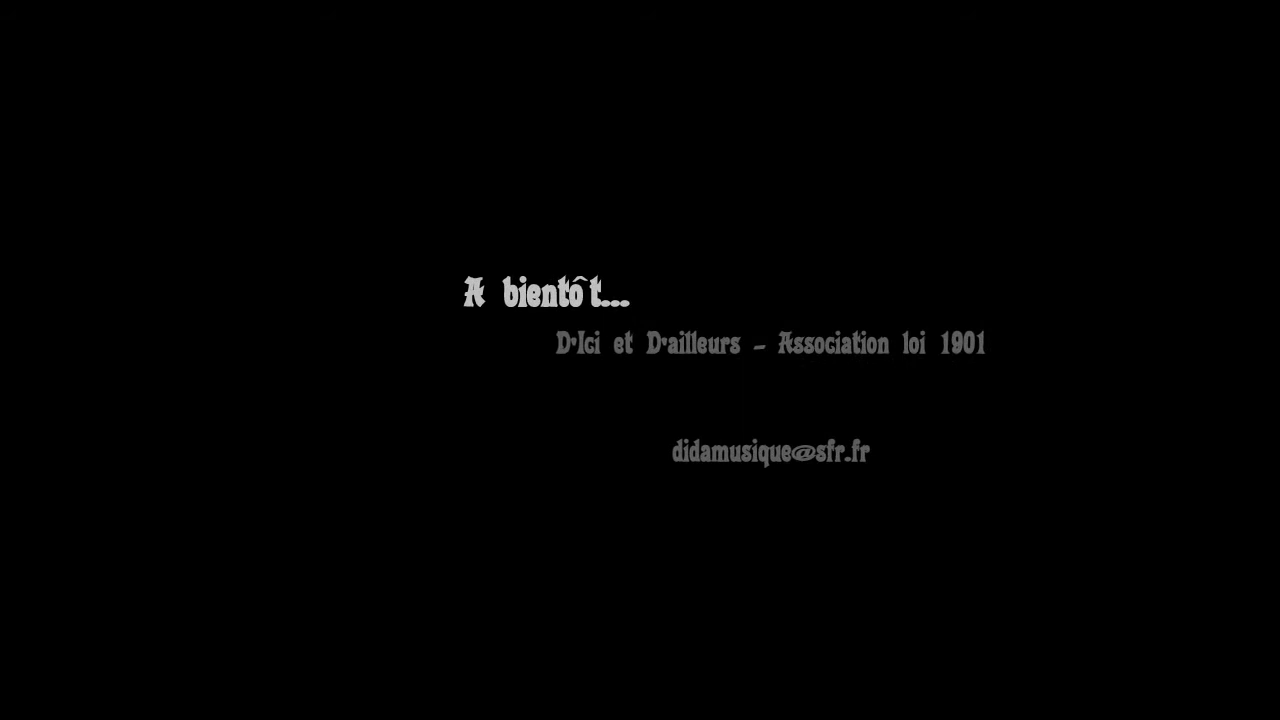 A bientôt...
D'Ici et D'ailleurs - Association loi 1901
didamusique@sfr.fr